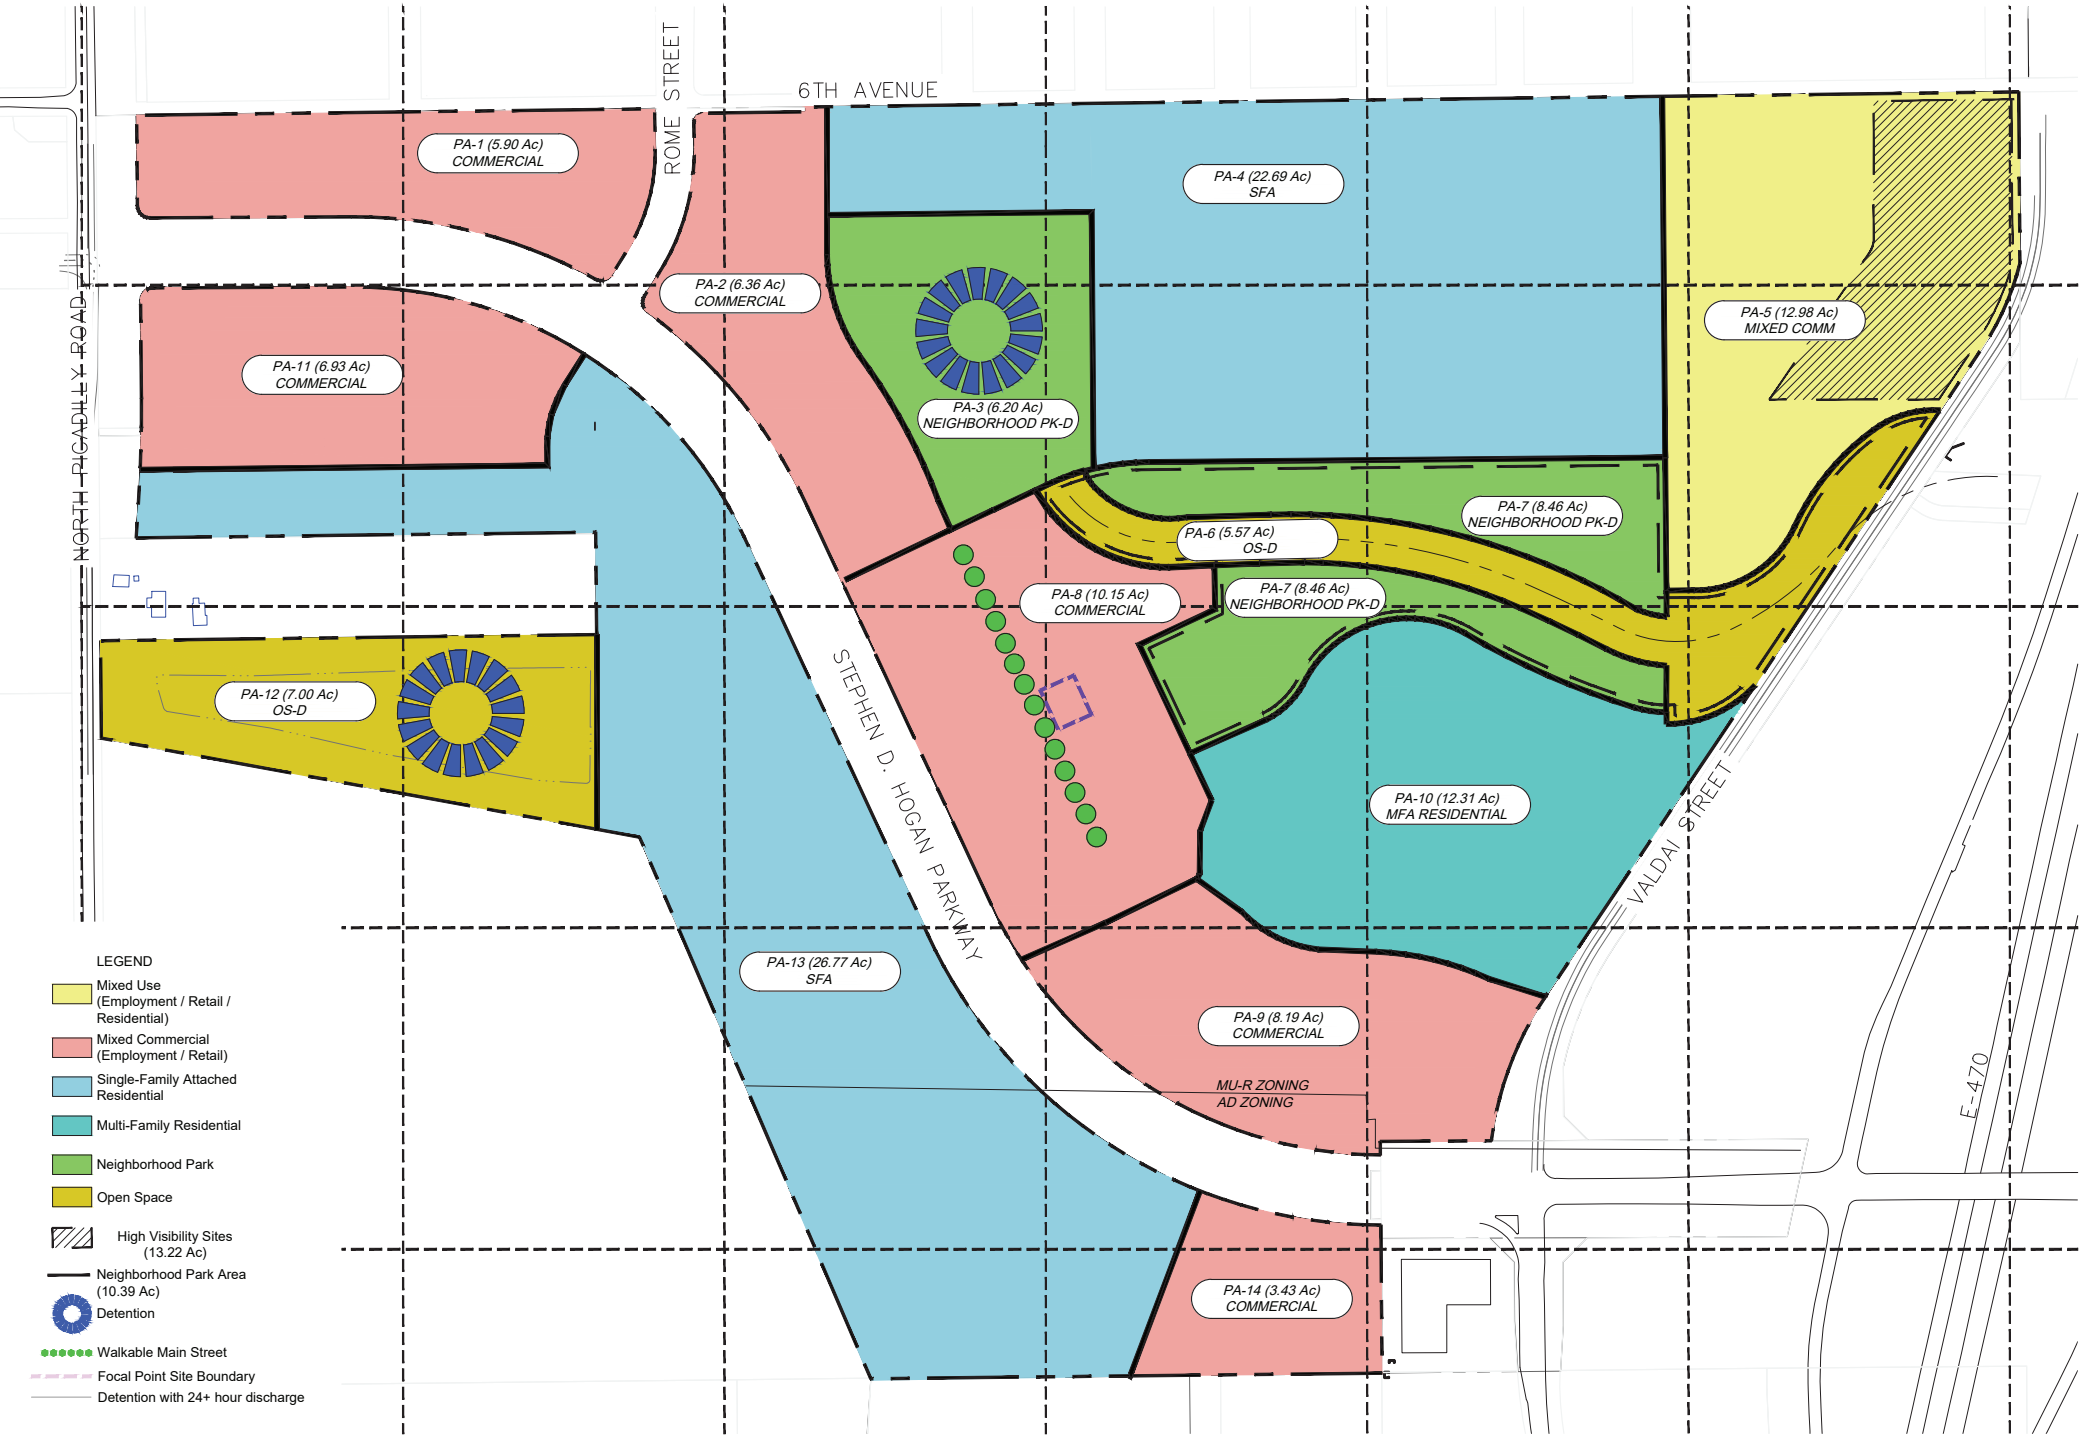 6TH AVENUE
ROME STREET
NORTH PICADILLY ROAD
PA-1 (5.90 Ac)
COMMERCIAL
PA-4 (22.69 Ac)
SFA
PA-2 (6.36 Ac)
COMMERCIAL
PA-5 (12.98 Ac)
MIXED COMM
PA-11 (6.93 Ac)
COMMERCIAL
PA-3 (6.20 Ac)
NEIGHBORHOOD PK-D
PA-7 (8.46 Ac)
NEIGHBORHOOD PK-D
PA-6 (5.57 Ac)
OS-D
PA-8 (10.15 Ac)
COMMERCIAL
PA-7 (8.46 Ac)
NEIGHBORHOOD PK-D
PA-12 (7.00 Ac)
OS-D
STEPHEN D. HOGAN PARKWAY
PA-10 (12.31 Ac)
MFA RESIDENTIAL
VALDAI STREET
PA-13 (26.77 Ac)
SFA
PA-9 (8.19 Ac)
COMMERCIAL
MU-R ZONING
AD ZONING
E-470
PA-14 (3.43 Ac)
COMMERCIAL
LEGEND
Mixed Use
(Employment / Retail /
Residential)
Mixed Commercial
(Employment / Retail)
Single-Family Attached
Residential
Multi-Family Residential
Neighborhood Park
Open Space
High Visibility Sites
(13.22 Ac)
Neighborhood Park Area
(10.39 Ac)
Detention
Walkable Main Street
Focal Point Site Boundary
Detention with 24+ hour discharge